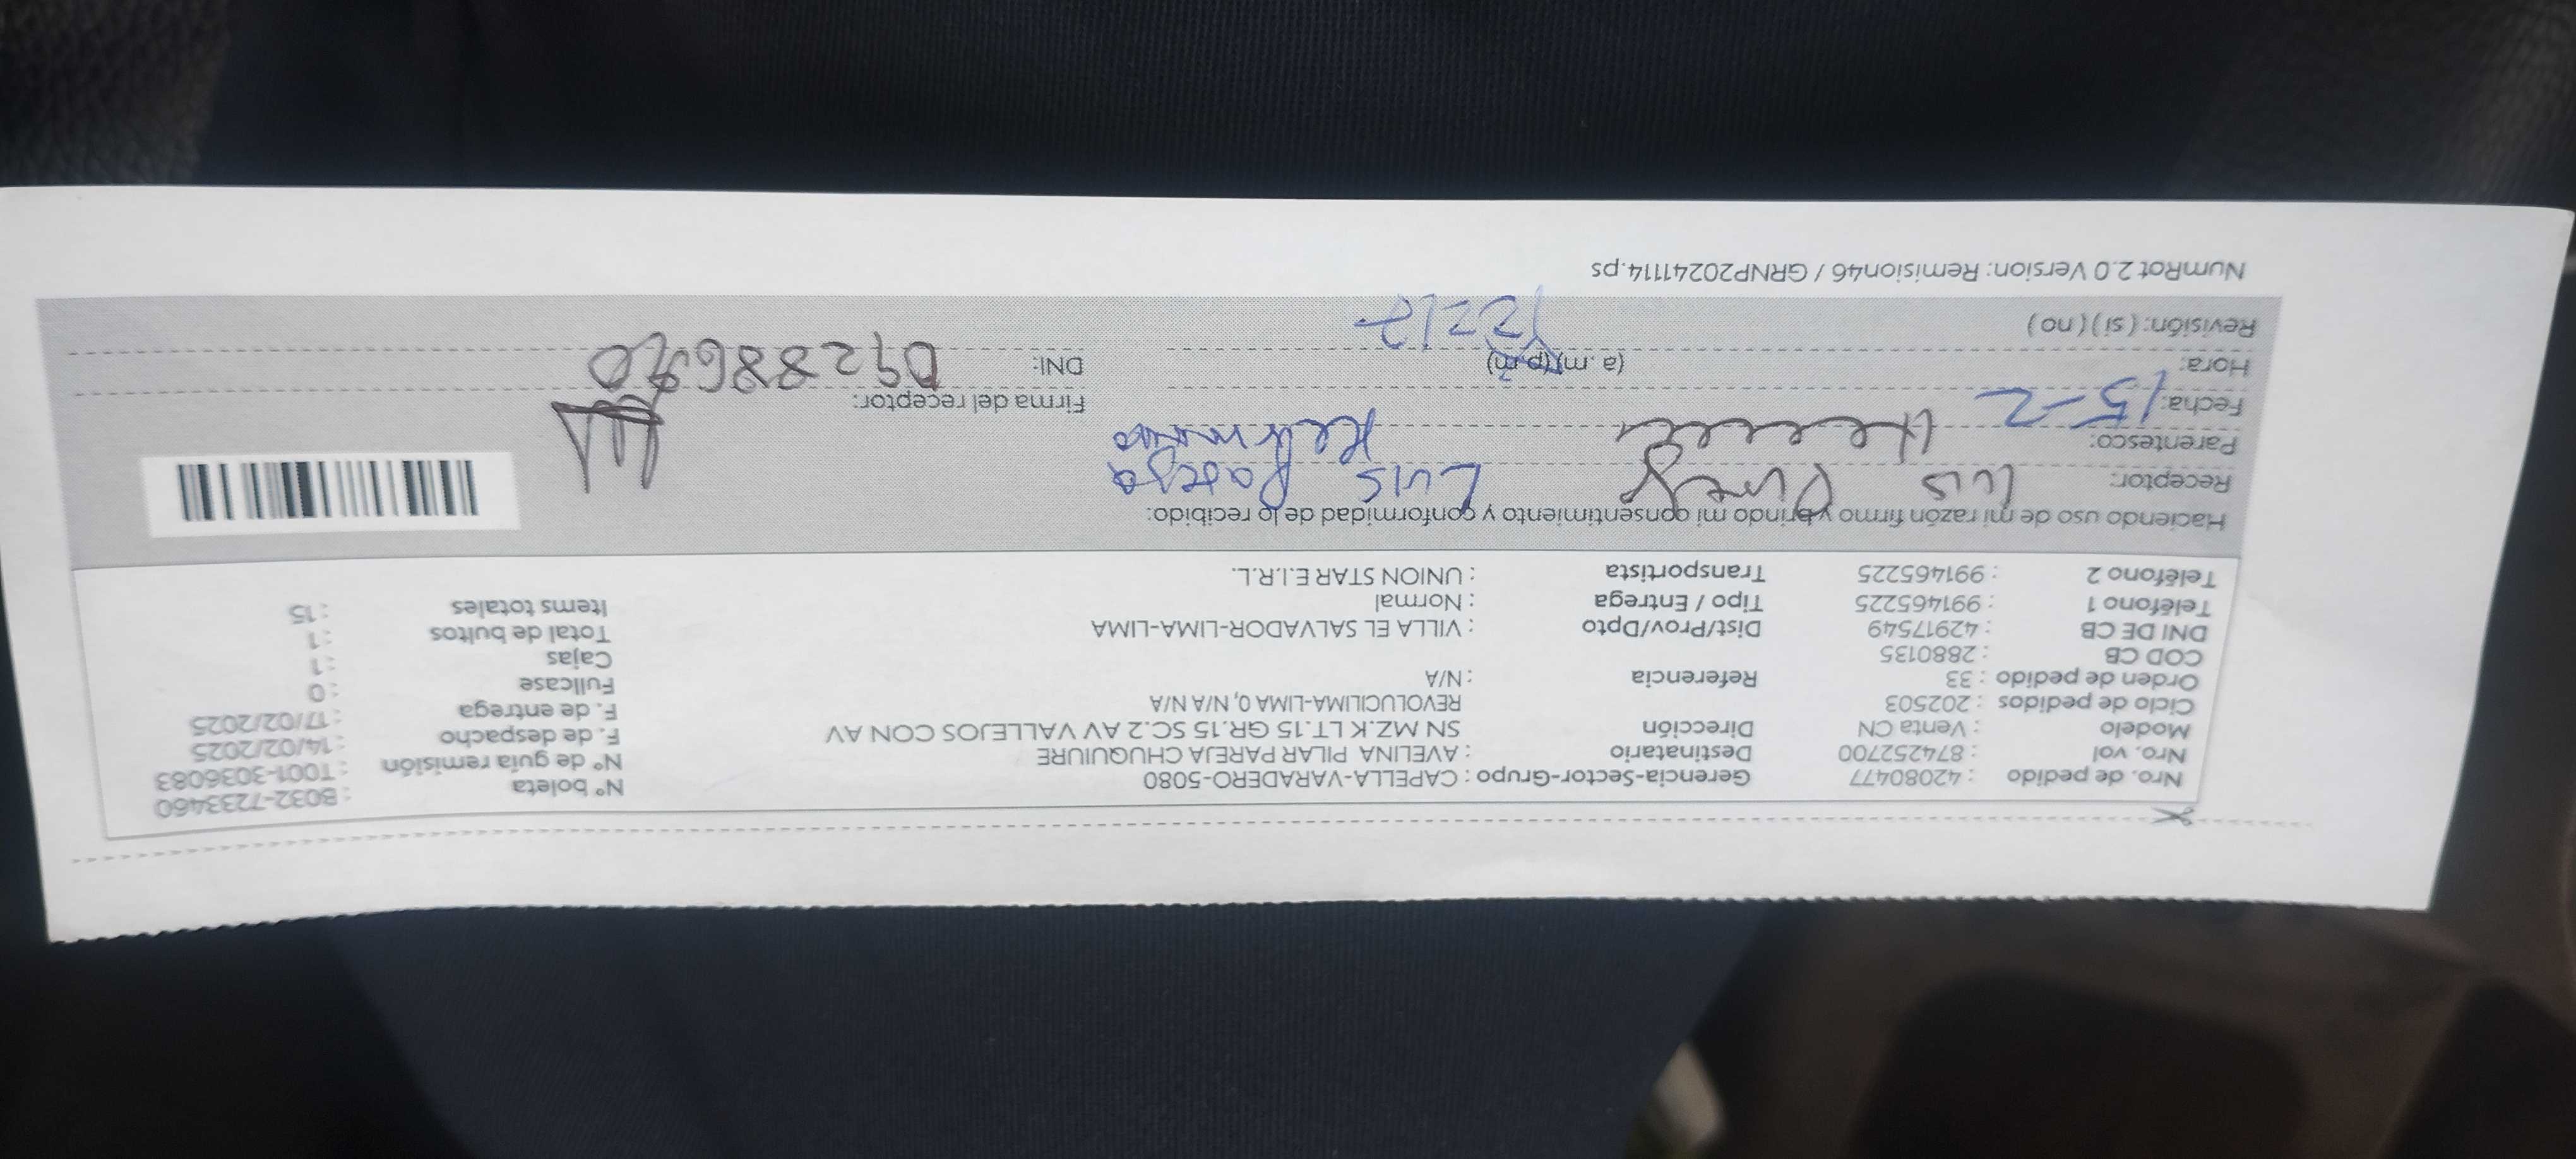 Nro. de pedido : 42080477 Gerencia-Sector-Grupo : CAPELLA-VARADERO-5080 N° boleta : B032-7233460
Nro. vol : 874252700 Destinatario : AVELINA PILAR PAREJA CHUQUIURE N° de guía remisión : T001-3036083
Modelo : Venta CN Dirección SN MZ.K LT.15 GR.15 SC.2 AV VALLEJOS CON AV F. de despacho : 14/02/2025
Ciclo de pedidos : 202503 REVOLUCILIMA-LIMA 0, N/A N/A F. de entrega : 17/02/2025
Orden de pedido : 33 Referencia : N/A Fullcase : 0
COD CB : 2880135 Cajas : 1
DNI DE CB : 42917549 Dist/Prov/Dpto : VILLA EL SALVADOR-LIMA-LIMA Total de bultos : 1
Teléfono 1 : 991465225 Tipo / Entrega : Normal Items totales : 15
Teléfono 2 : 991465225 Transportista : UNION STAR E.I.R.L.
Haciendo uso de mi razón firmo y brindo mi consentimiento y conformidad de lo recibido:
Receptor: Luis Luis Pareja
Parentesco: Hermano
Fecha: 15-2 Firma del receptor:
Hora: (a.m)(p.m) DNI:
Revisión: (si) (no)
NumRot 2.0 Version: Remision46 / GRNP20241114.ps